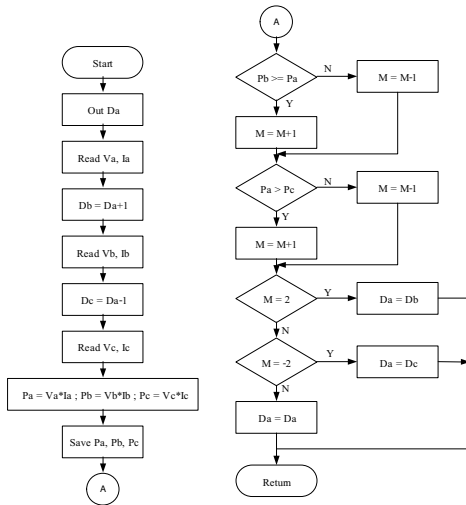 Start
Out Da
Read Va, Ia
Db = Da+1
Read Vb, Ib
Dc = Da-1
Read Vc, Ic
Pa = Va*Ia ; Pb = Vb*Ib ; Pc = Vc*Ic
Save Pa, Pb, Pc
A
A
Pb >= Pa
N
M = M-1
Y
M = M+1
Pa > Pc
N
M = M-1
Y
M = M+1
M = 2
Y
Da = Db
N
M = -2
Y
Da = Dc
N
Da = Da
Return